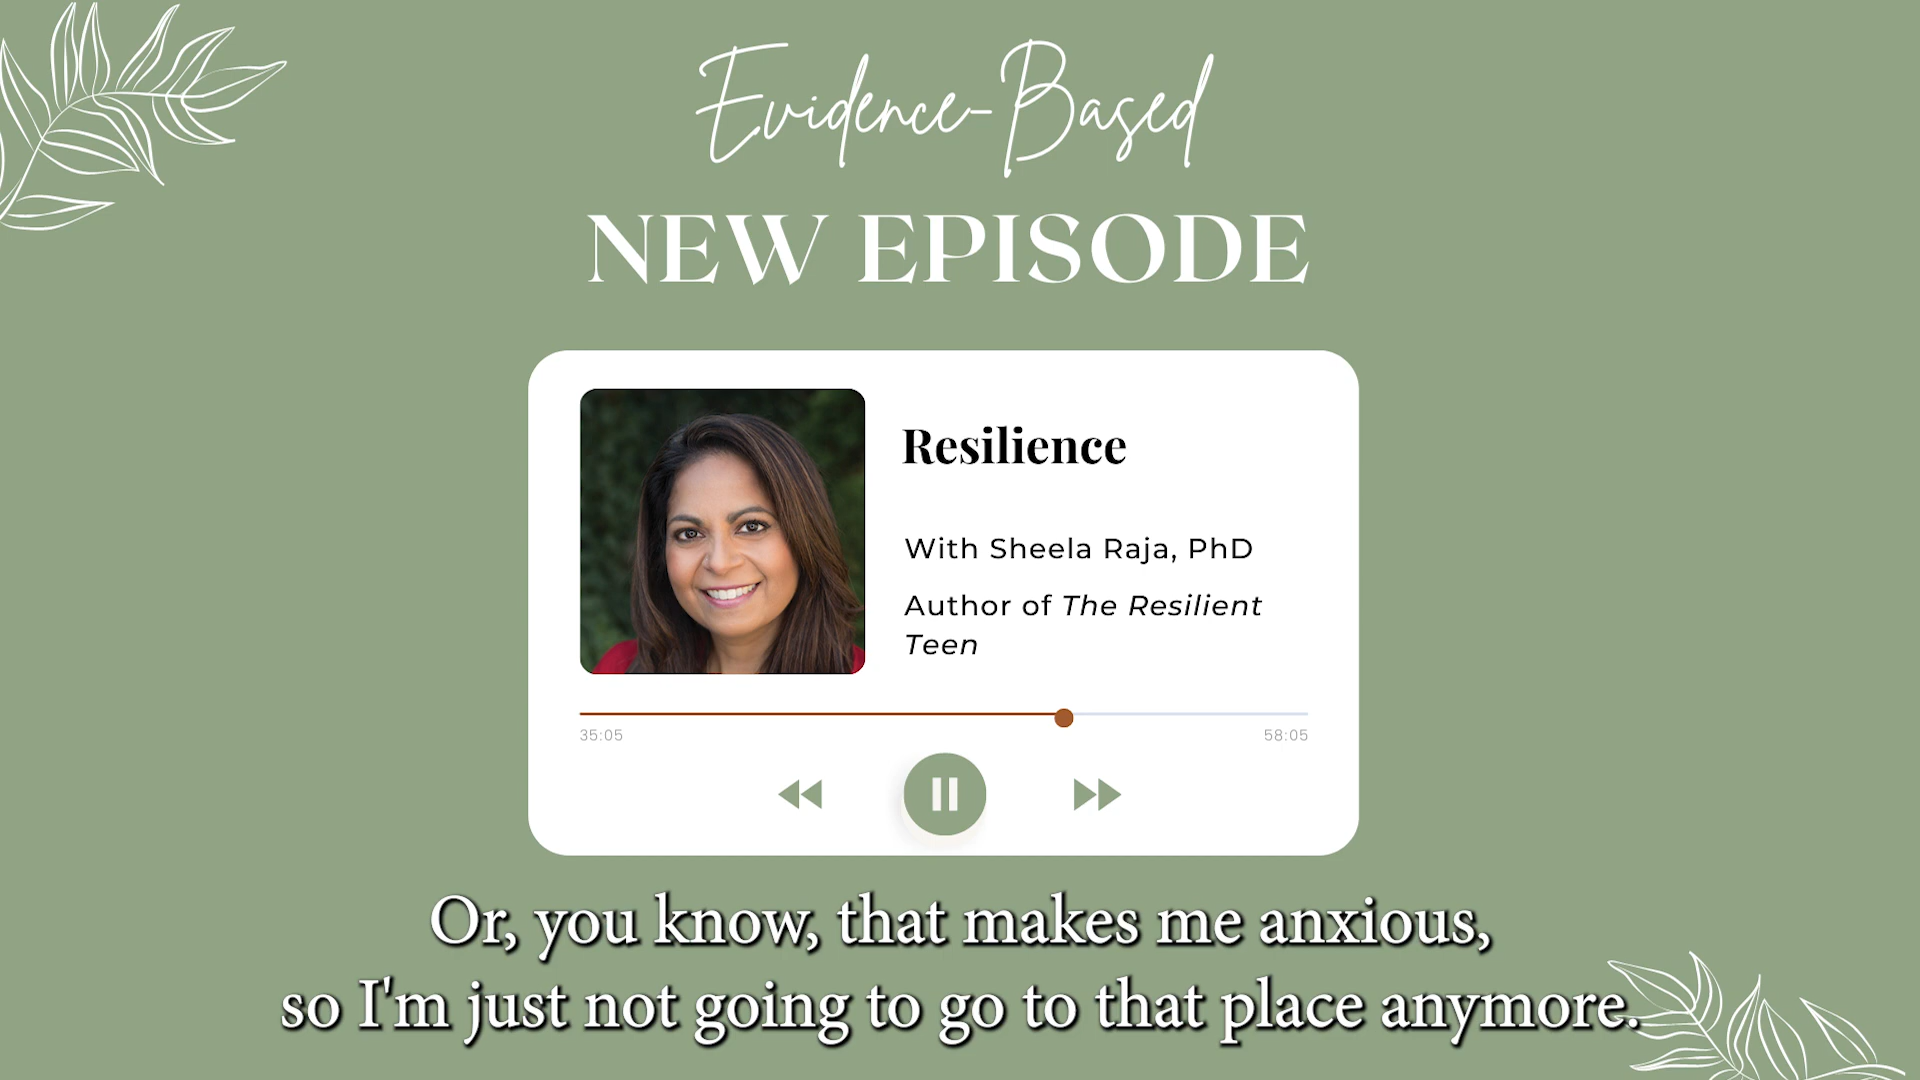 Evidence-Based
NEW EPISODE
Resilience
With Sheela Raja, PhD
Author of The Resilient
Teen
35:05
58:05
Or, you know, that makes me anxious,
so I'm just not going to go to that place anymore.